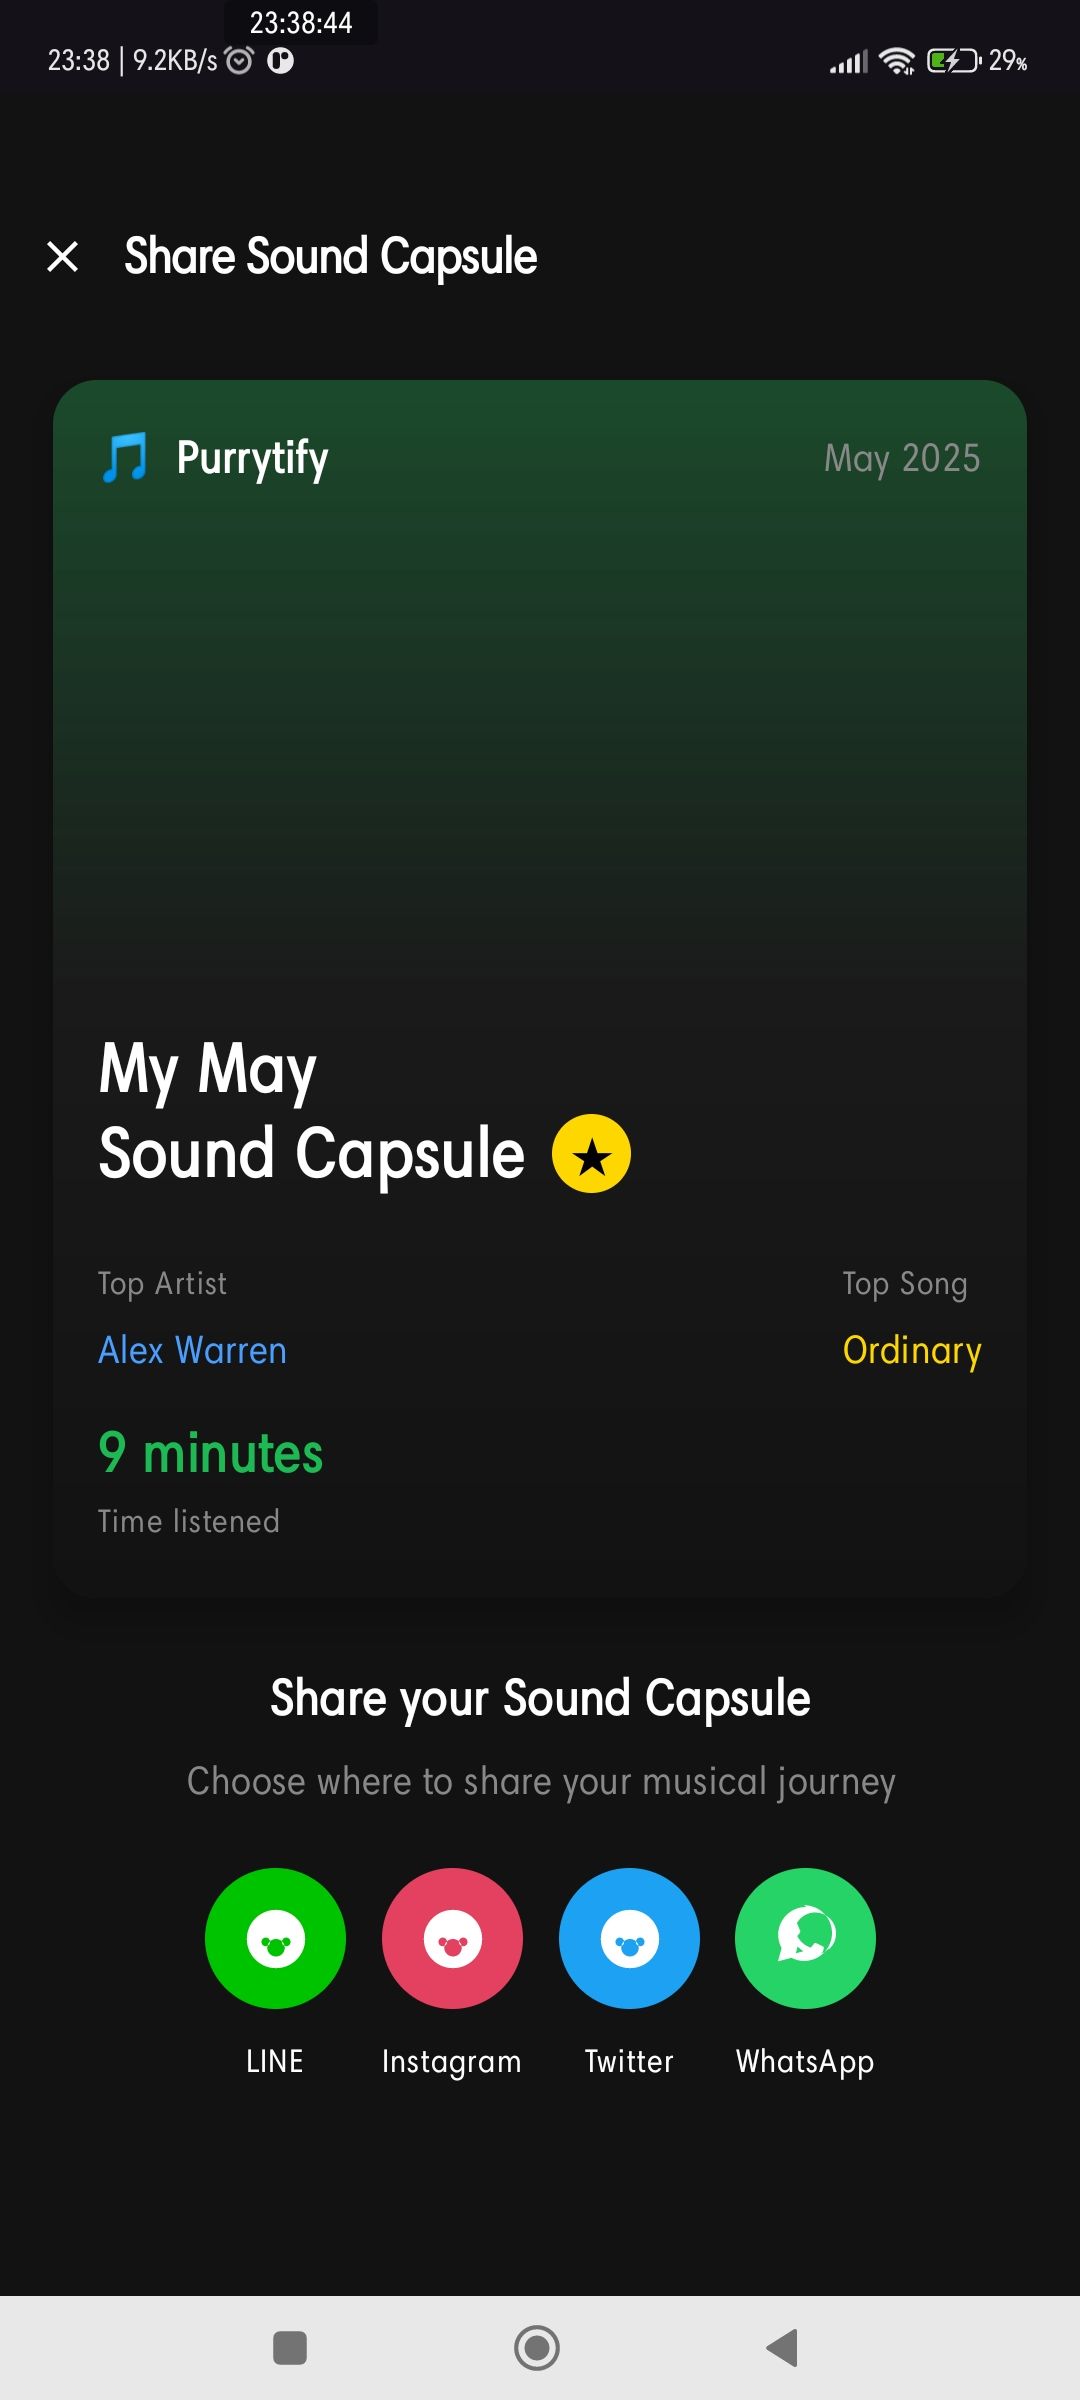 23:38:44
23:38 | 9.2KB/s
29%
Share Sound Capsule
Purrytify
May 2025
My May
Sound Capsule
Top Artist
Top Song
Alex Warren
Ordinary
9 minutes
Time listened
Share your Sound Capsule
Choose where to share your musical journey
LINE
Instagram
Twitter
WhatsApp